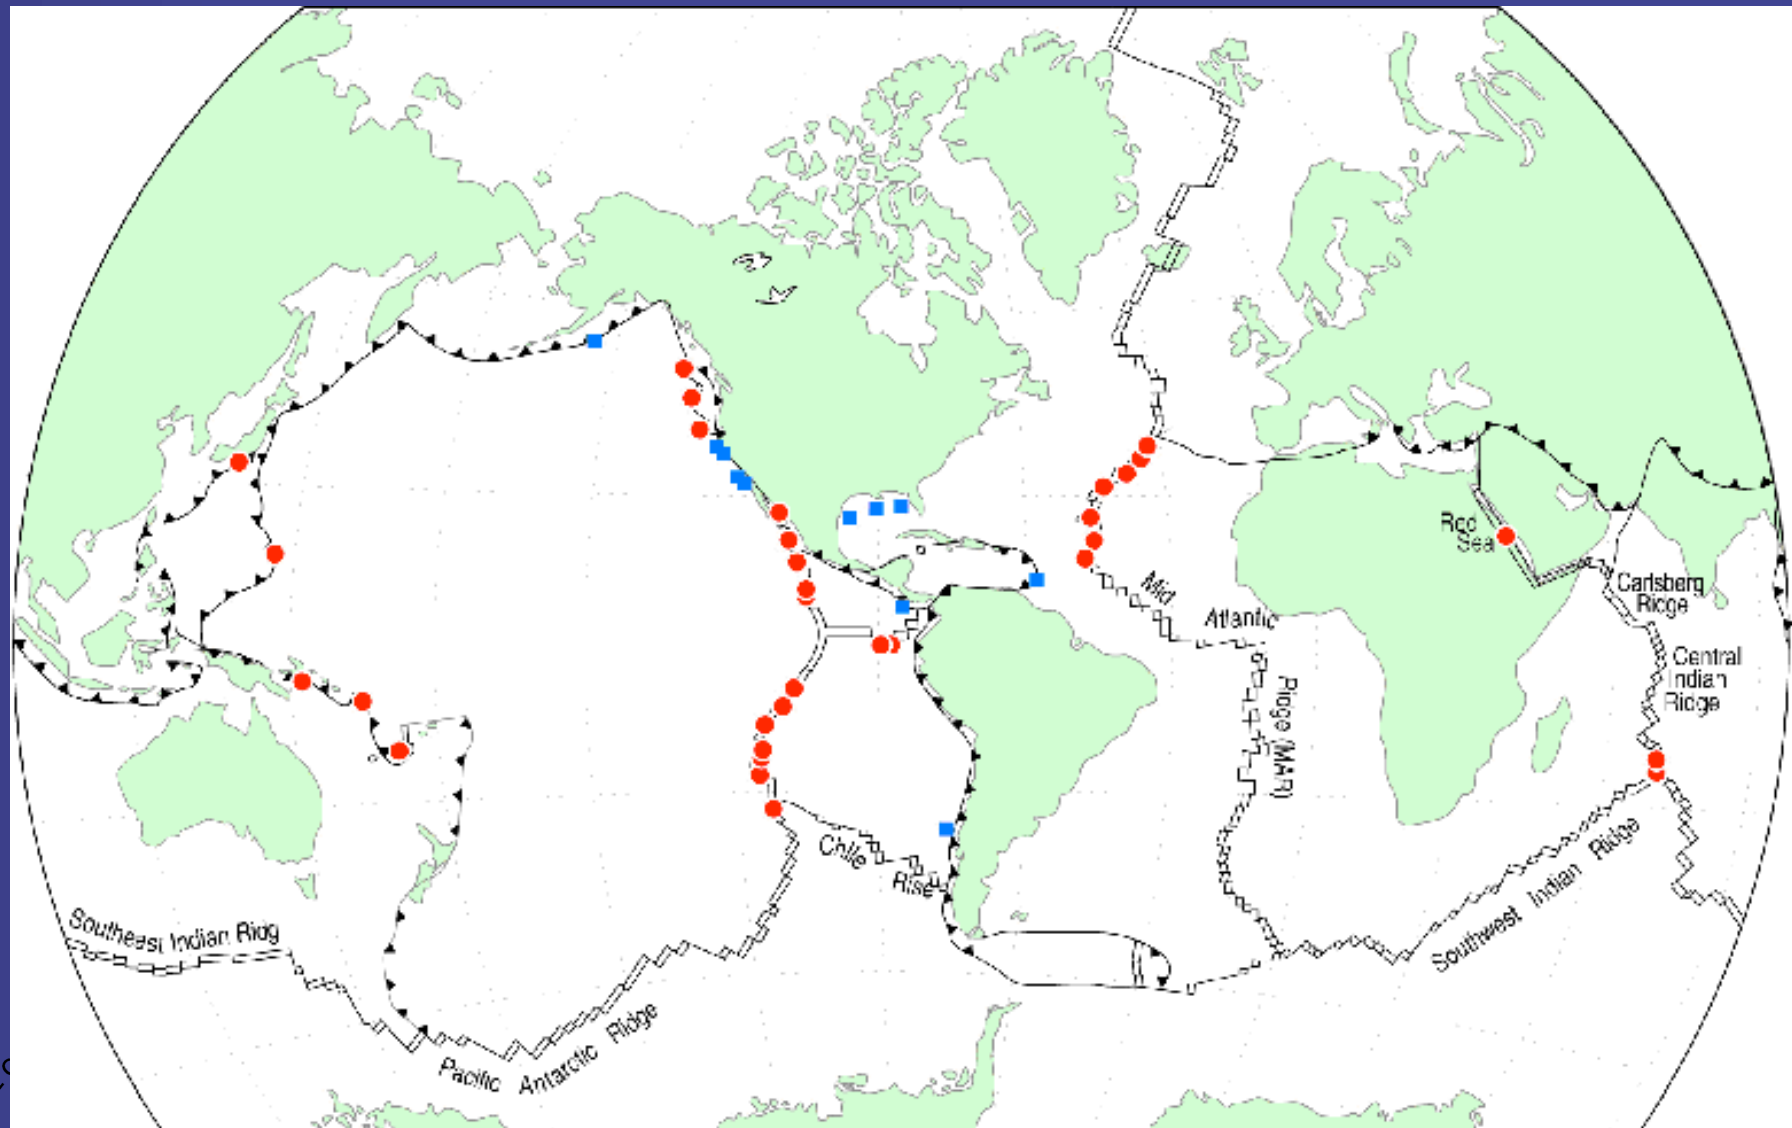 Red
Sea
Mid
Atlantic
Ridge (MAR)
Carlsberg
Ridge
Central
Indian
Ridge
Chile
Rise
Southeast Indian Ridg
Southwest Indian Ridge
Pacific Antarctic Ridge